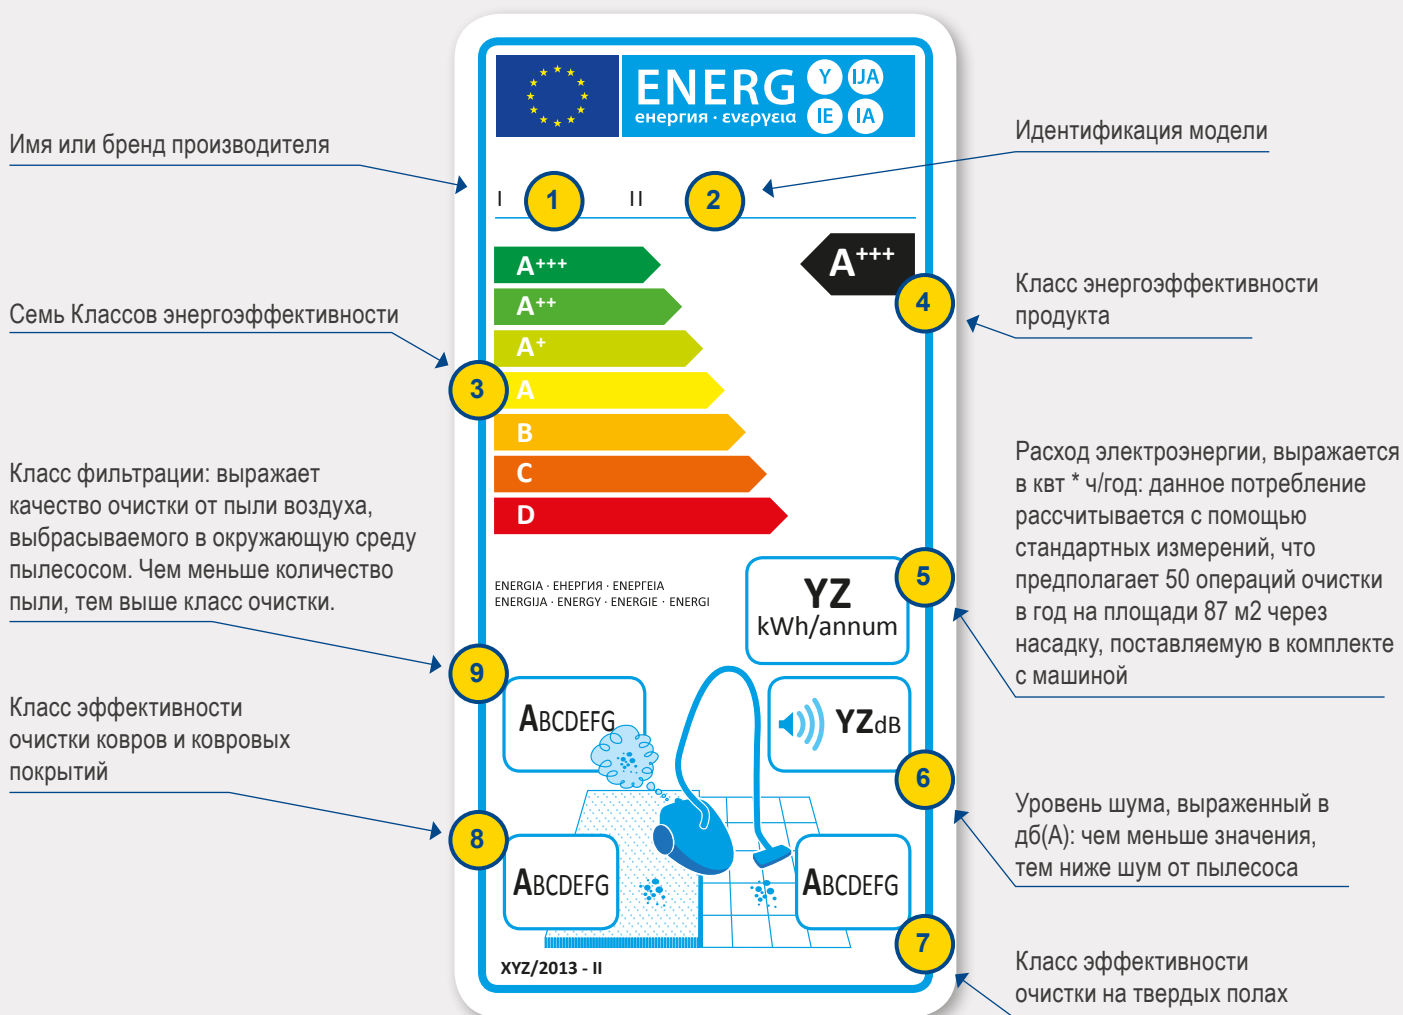 ENERG
енергия · ενεργεια
Y
IJA
IE
IA
Имя или бренд производителя
Идентификация модели
I
1
II
2
A+++
A++
A+
A
B
C
D
A+++
Семь Классов энергоэффективности
3
4
Класс энергоэффективности
продукта
Класс фильтрации: выражает
качество очистки от пыли воздуха,
выбрасываемого в окружающую среду
пылесосом. Чем меньше количество
пыли, тем выше класс очистки.
Расход электроэнергии, выражается
в квт * ч/год: данное потребление
рассчитывается с помощью
стандартных измерений, что
предполагает 50 операций очистки
в год на площади 87 м2 через
насадку, поставляемую в комплекте
с машиной
ENERGIA · ЕНЕРГИЯ · ΕΝΕΡΓΕΙΑ
ENERGIJA · ENERGY · ENERGIE · ENERGI
YZ
kWh/annum
5
9
ABCDEFG
YZdB
6
Класс эффективности
очистки ковров и ковровых
покрытий
8
ABCDEFG
ABCDEFG
7
Уровень шума, выраженный в
дб(А): чем меньше значения,
тем ниже шум от пылесоса
XYZ/2013 - II
Класс эффективности
очистки на твердых полах